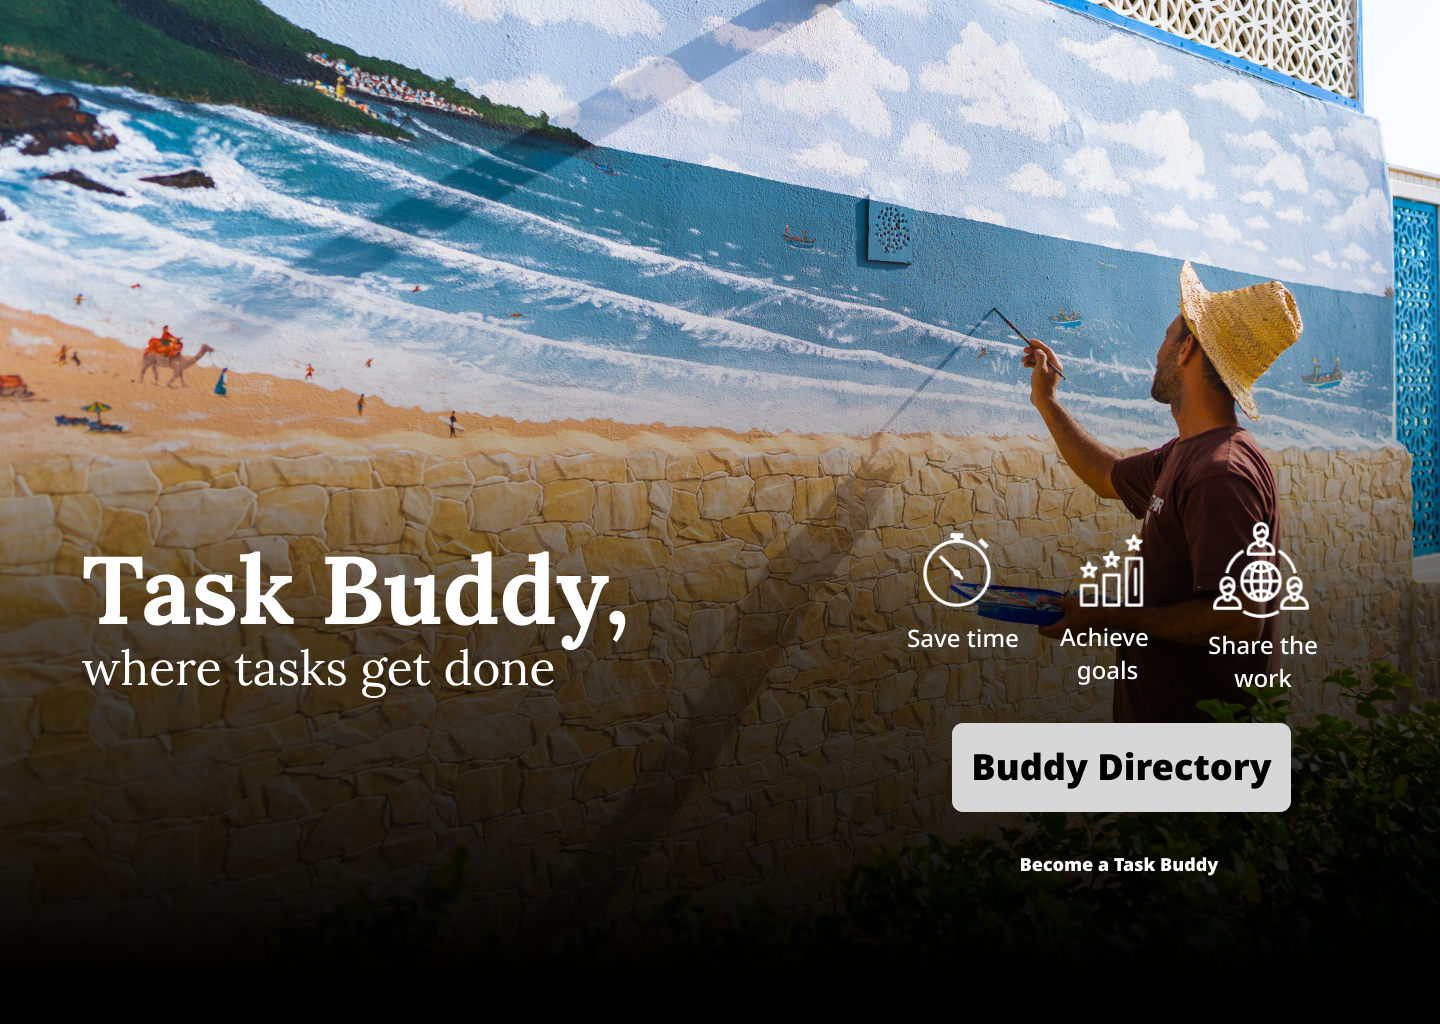 Task Buddy,
where tasks get done
Save time
Achieve
goals
Share the
work
Buddy Directory
Become a Task Buddy